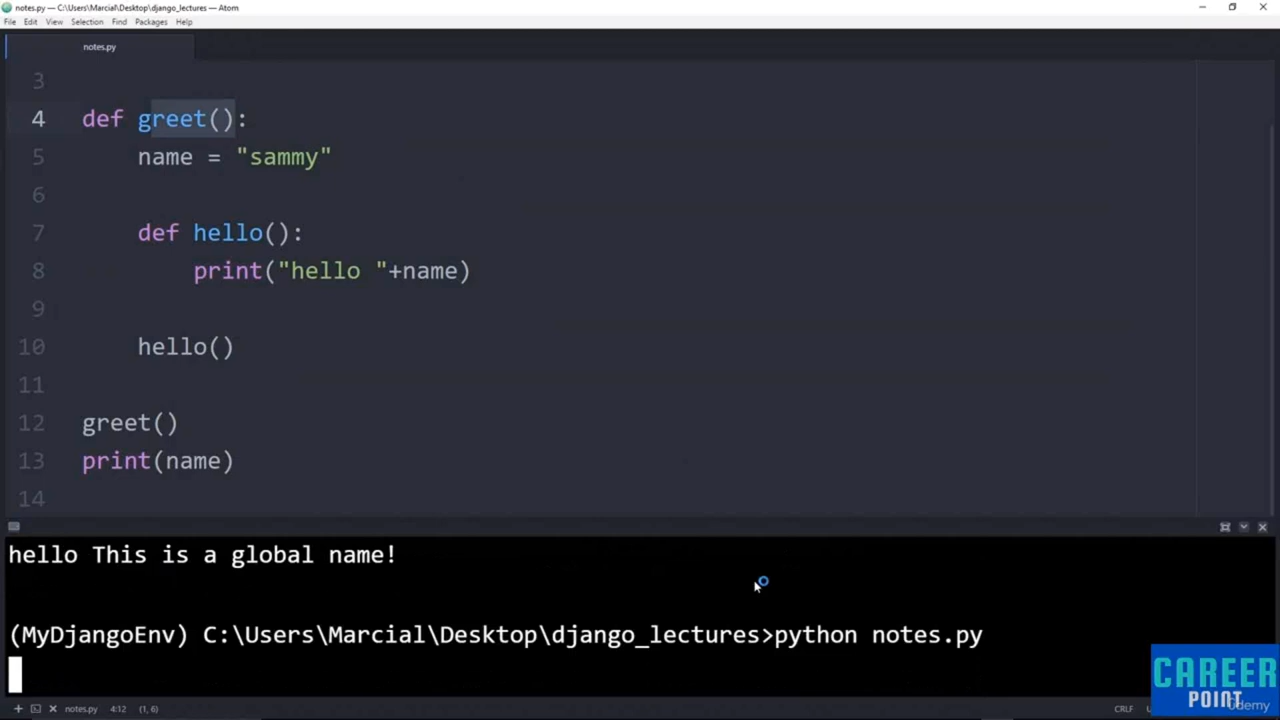 notes.py — C:\Users\Marcial\Desktop\django_lectures — Atom
File Edit View Selection Find Packages Help
notes.py
3
4 def greet():
5 name = "sammy"
6
7 def hello():
8 print("hello "+name)
9
10 hello()
11
12 greet()
13 print(name)
14
hello This is a global name!
(MyDjangoEnv) C:\Users\Marcial\Desktop\django_lectures>python notes.py
notes.py 4:12 (1, 6) CRLF
CAREER
POINT
Udemy